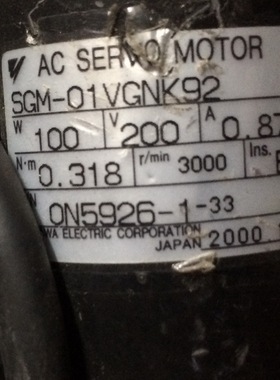 AC SERVO MOTOR
SGM-01VGNK92
W 100 V 200 A 0.87
N·m 0.318 r/min 3000 Ins.
0N5926-1-33
ELECTRIC CORPORATION
JAPAN 2000